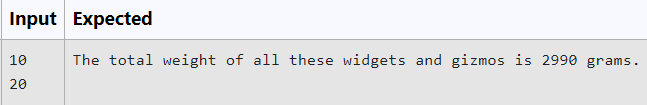 Input Expected
10 The total weight of all these widgets and gizmos is 2990 grams.
20